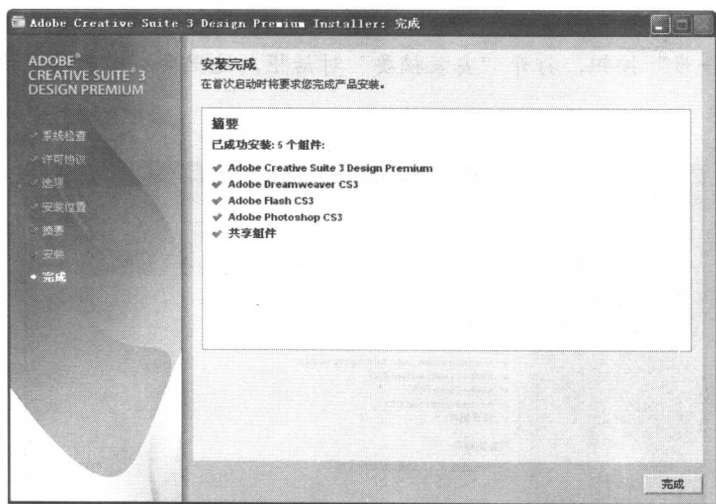 Adobe Creative Suite 3 Design Premium Installer: 完成
ADOBE®
CREATIVE SUITE® 3
DESIGN PREMIUM
系统检查
许可协议
选项
安装位置
摘要
安装
完成
安装完成
在首次启动时将要求您完成产品安装。
摘要
已成功安装: 5 个组件:
Adobe Creative Suite 3 Design Premium
Adobe Dreamweaver CS3
Adobe Flash CS3
Adobe Photoshop CS3
共享组件
完成